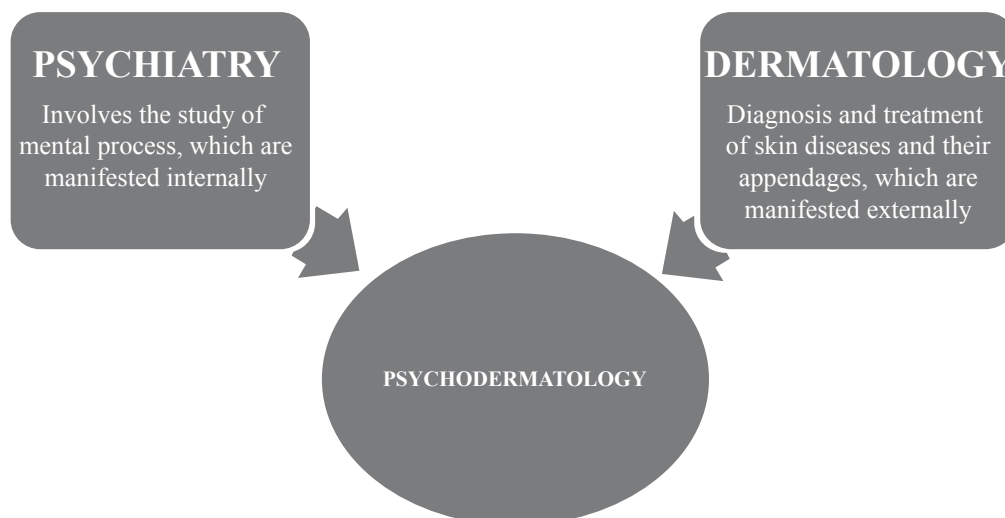 PSYCHIATRY
Involves the study of
mental process, which are
manifested internally
DERMATOLOGY
Diagnosis and treatment
of skin diseases and their
appendages, which are
manifested externally
PSYCHODERMATOLOGY